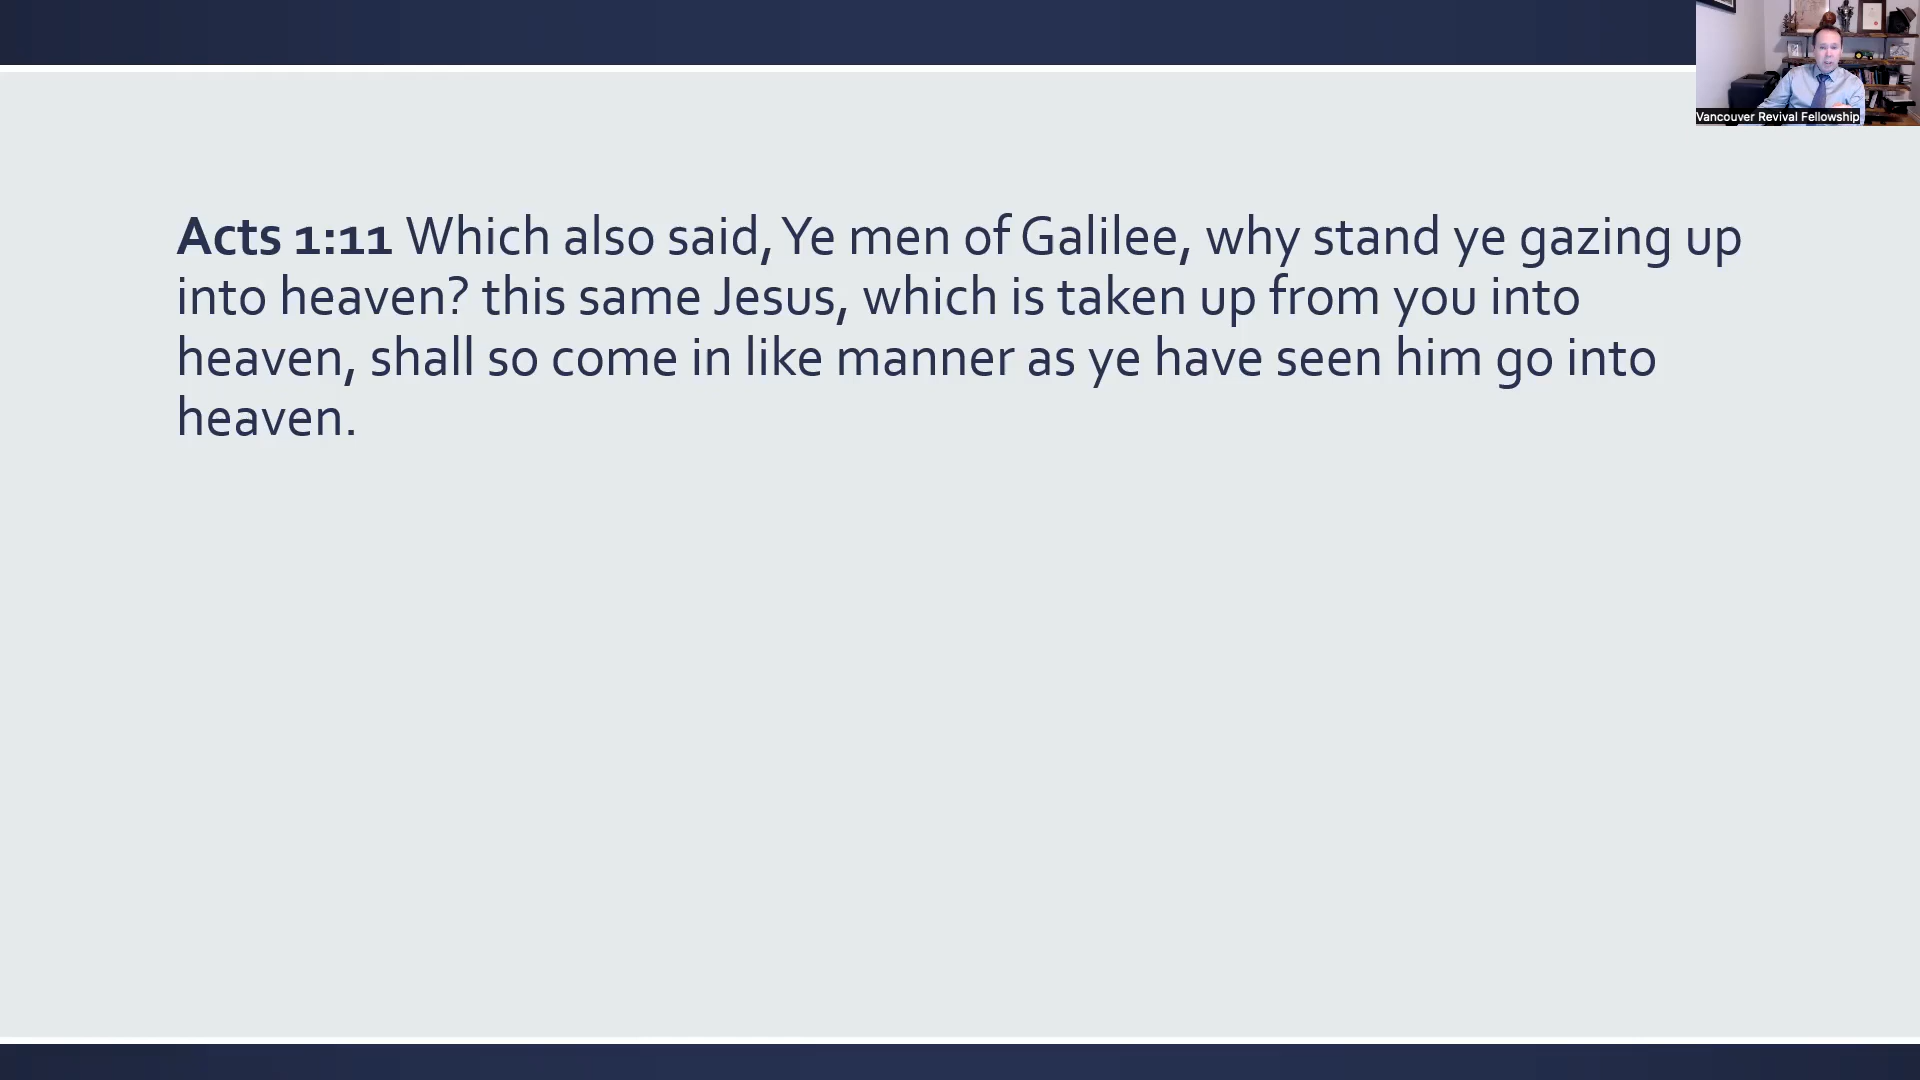 Vancouver Revival Fellowship
Acts 1:11 Which also said, Ye men of Galilee, why stand ye gazing up
into heaven? this same Jesus, which is taken up from you into
heaven, shall so come in like manner as ye have seen him go into
heaven.